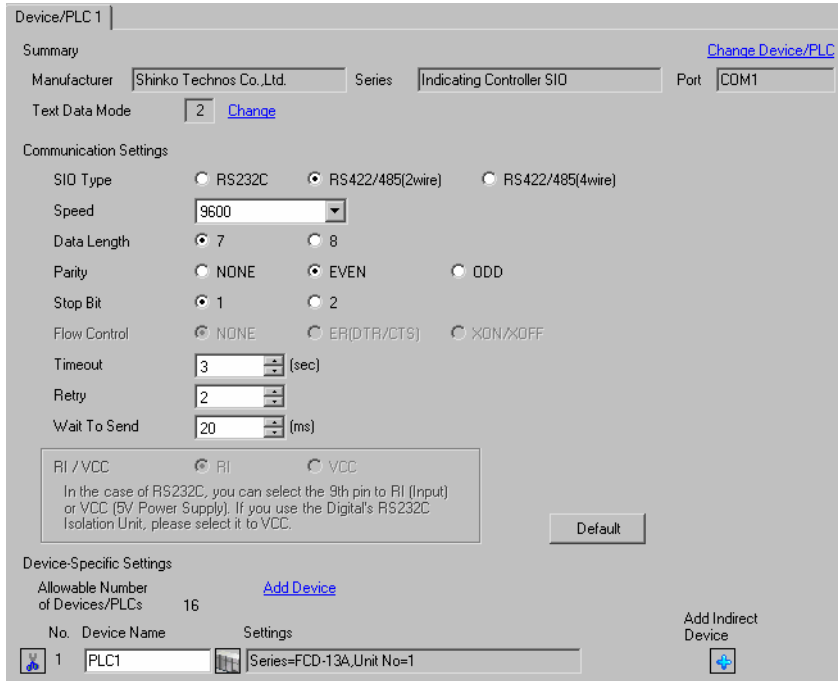 Device/PLC 1
Summary Change Device/PLC
Manufacturer Shinko Technos Co.,Ltd. Series Indicating Controller SIO Port COM1
Text Data Mode 2 Change
Communication Settings
SIO Type RS232C RS422/485(2wire) RS422/485(4wire)
Speed 9600
Data Length 7 8
Parity NONE EVEN ODD
Stop Bit 1 2
Flow Control NONE ER(DTR/CTS) XON/XOFF
Timeout 3 (sec)
Retry 2
Wait To Send 20 (ms)
RI / VCC RI VCC
In the case of RS232C, you can select the 9th pin to RI (Input)
or VCC (5V Power Supply). If you use the Digital's RS232C
Isolation Unit, please select it to VCC.
Default
Device-Specific Settings
Allowable Number Add Device
of Devices/PLCs 16
Add Indirect
No. Device Name Settings Device
1 PLC1 Series=FCD-13A,Unit No=1